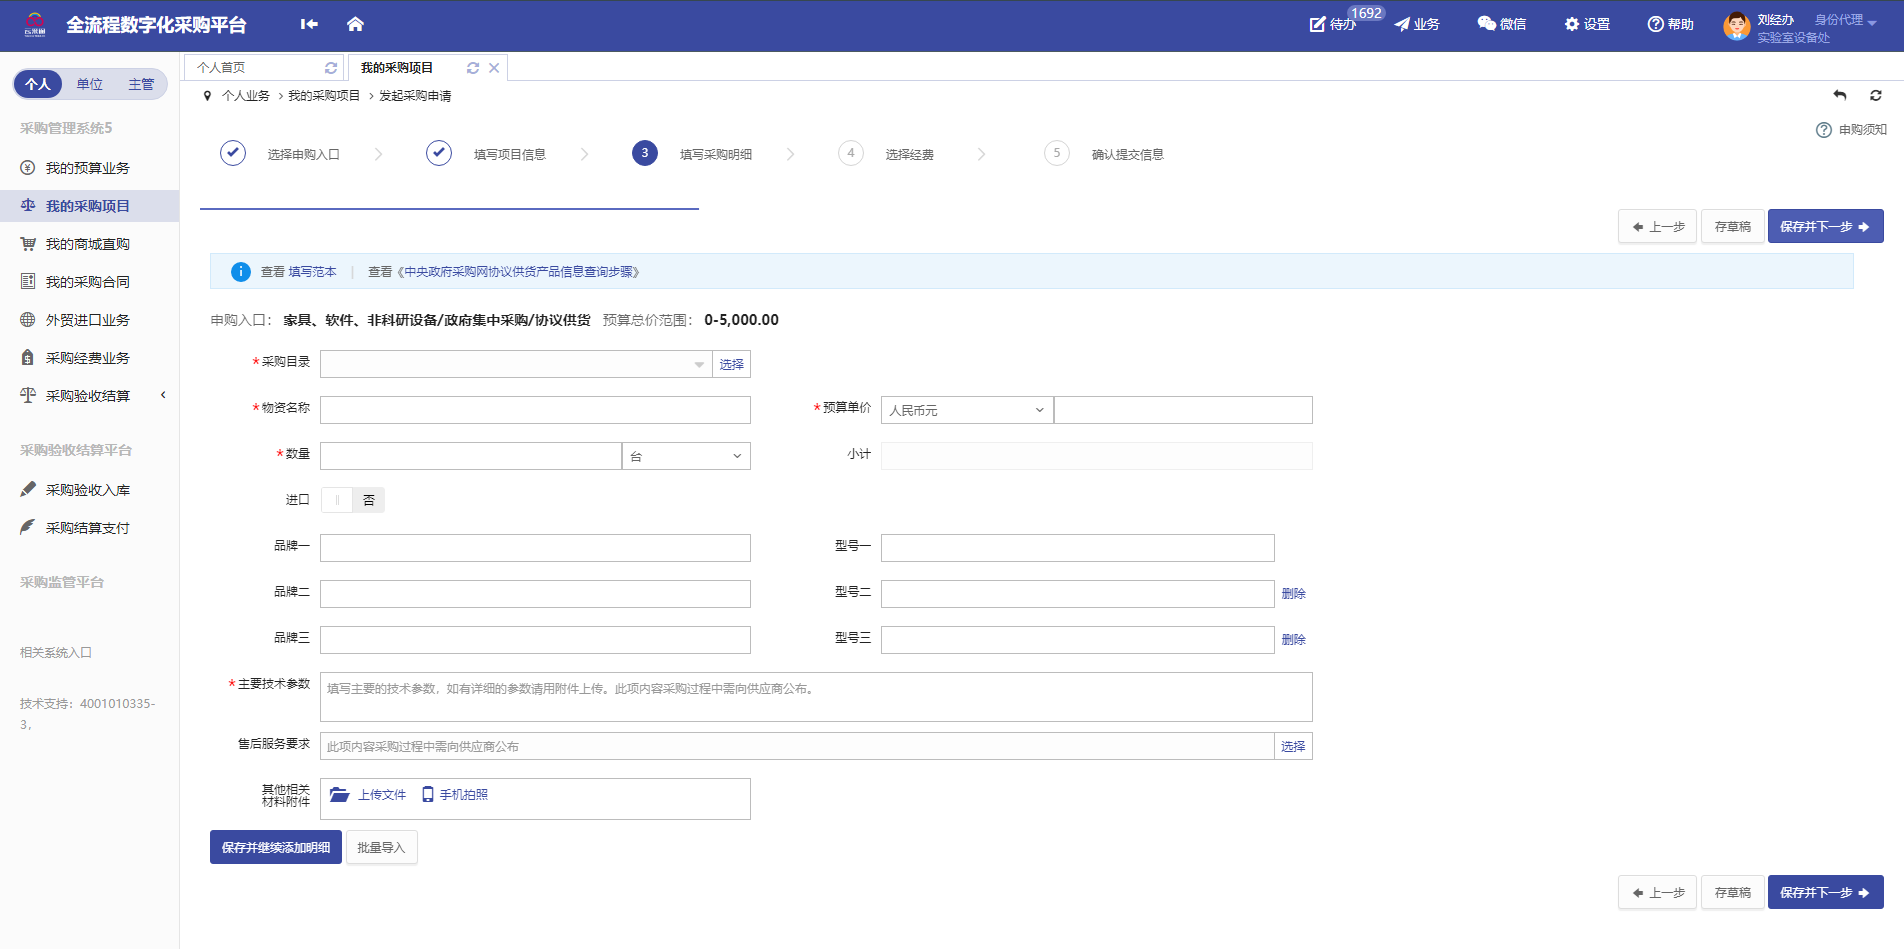 全流程数字化采购平台
待办
1692
业务
微信
设置
帮助
刘经办
身份代理
实验室设备处
个人
单位
主管
采购管理系统5
我的预算业务
我的采购项目
我的商城直购
我的采购合同
外贸进口业务
采购经费业务
采购验收结算
采购验收结算平台
采购验收入库
采购结算支付
采购监管平台
相关系统入口
技术支持：4001010335-
3，
个人首页
我的采购项目
个人业务 > 我的采购项目 > 发起采购申请
申购须知
选择申购入口
填写项目信息
3 填写采购明细
4 选择经费
5 确认提交信息
上一步
存草稿
保存并下一步
查看 填写范本 | 查看《中央政府采购网协议供货产品信息查询步骤》
申购入口： 家具、软件、非科研设备/政府集中采购/协议供货 预算总价范围： 0-5,000.00
*采购目录
选择
*物资名称
*预算单价
人民币元
*数量
台
小计
进口
否
品牌一
型号一
品牌二
型号二
删除
品牌三
型号三
删除
*主要技术参数
填写主要的技术参数，如有详细的参数请用附件上传。此项内容采购过程中需向供应商公布。
售后服务要求
此项内容采购过程中需向供应商公布
选择
其他相关
材料附件
上传文件
手机拍照
保存并继续添加明细
批量导入
上一步
存草稿
保存并下一步